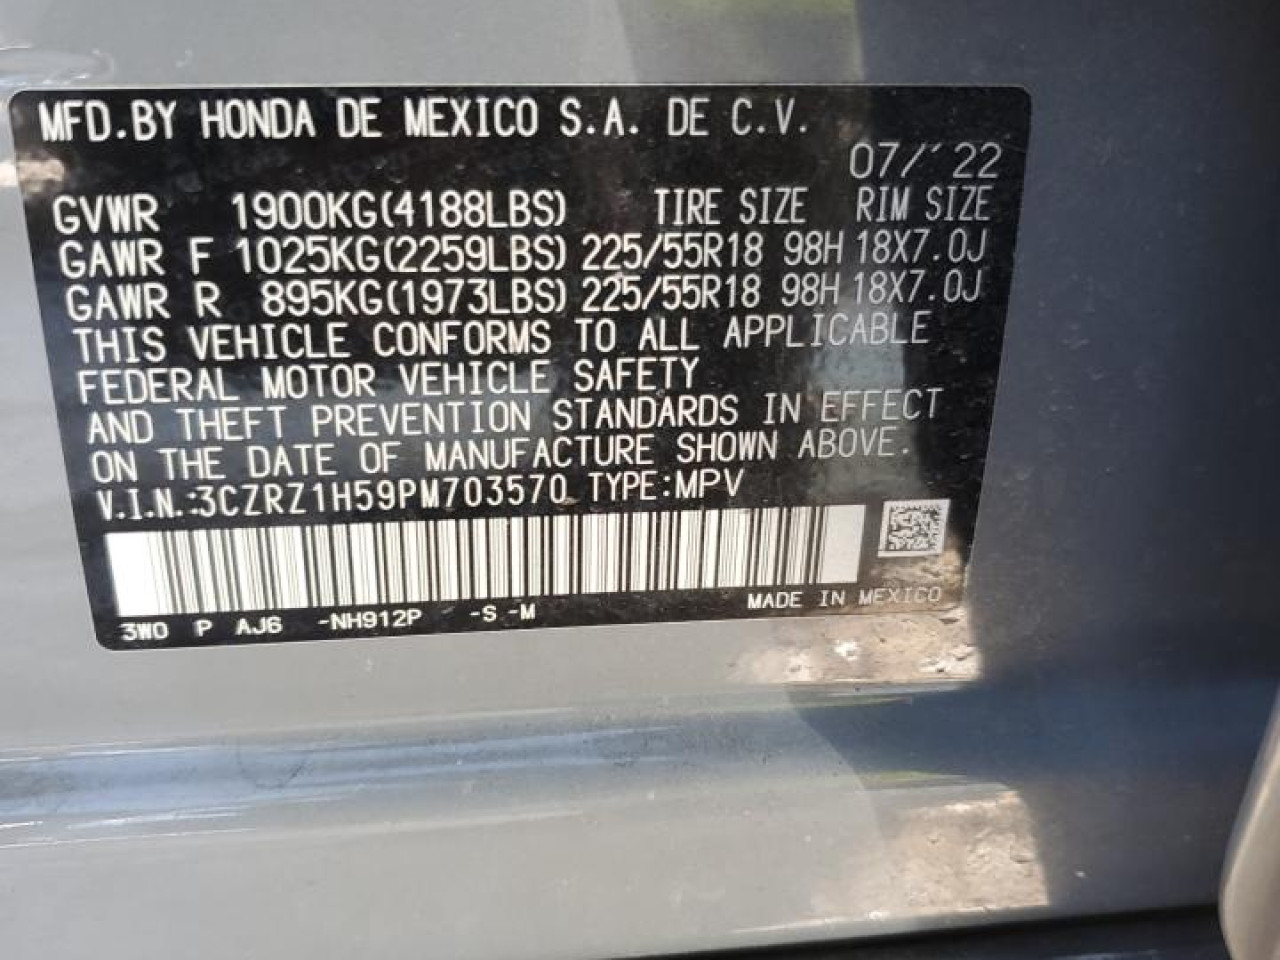 MFD.BY HONDA DE MEXICO S.A. DE C.V.
07/'22
GVWR 1900KG(4188LBS) TIRE SIZE RIM SIZE
GAWR F 1025KG(2259LBS) 225/55R18 98H 18X7.0J
GAWR R 895KG(1973LBS) 225/55R18 98H 18X7.0J
THIS VEHICLE CONFORMS TO ALL APPLICABLE
FEDERAL MOTOR VEHICLE SAFETY
AND THEFT PREVENTION STANDARDS IN EFFECT
ON THE DATE OF MANUFACTURE SHOWN ABOVE.
V.I.N.:3CZRZ1H59PM703570 TYPE:MPV
MADE IN MEXICO
3W0 P AJ6 -NH912P -S -M